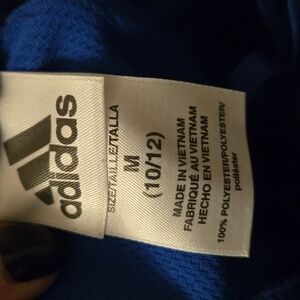 adidas
SIZE/TAILLE/TALLA
M
(10/12)
MADE IN VIETNAM
FABRIQUÉ AU VIETNAM
HECHO EN VIETNAM
100% POLYESTER/POLYESTER/
poliéster